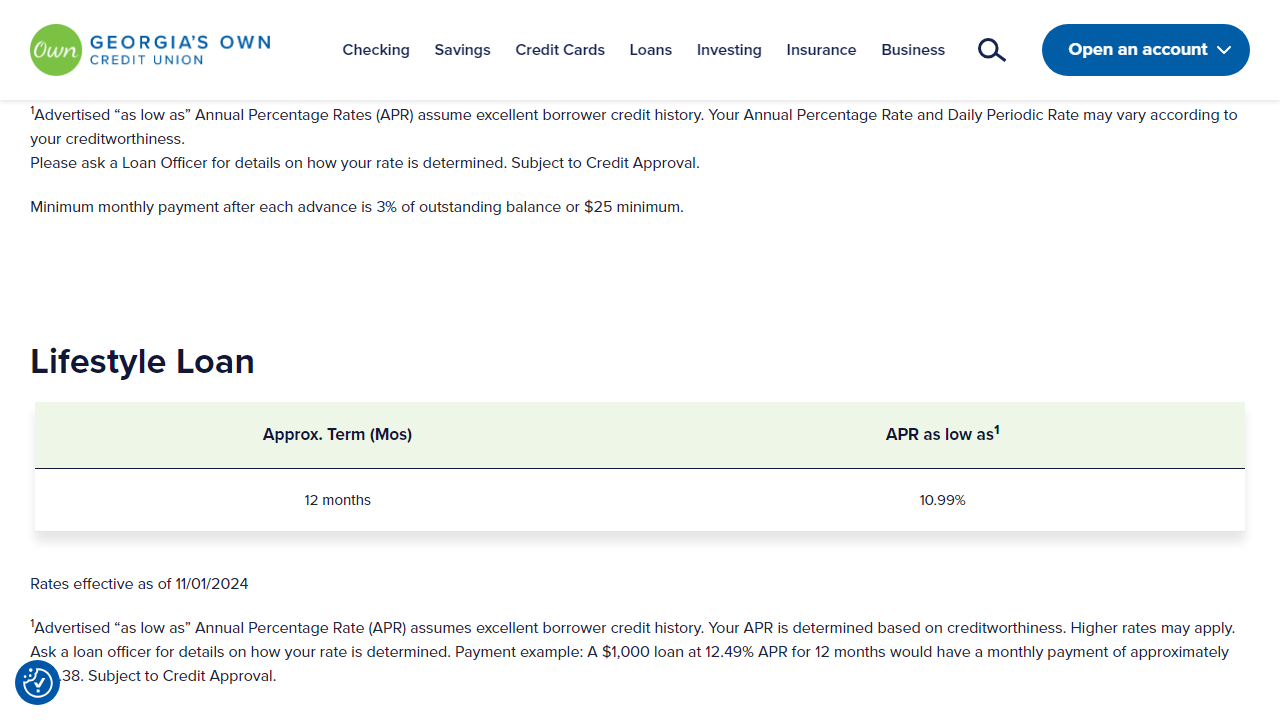 Own GEORGIA'S OWN
CREDIT UNION
Checking Savings Credit Cards Loans Investing Insurance Business Open an account
¹Advertised “as low as” Annual Percentage Rates (APR) assume excellent borrower credit history. Your Annual Percentage Rate and Daily Periodic Rate may vary according to
your creditworthiness.
Please ask a Loan Officer for details on how your rate is determined. Subject to Credit Approval.
Minimum monthly payment after each advance is 3% of outstanding balance or $25 minimum.
Lifestyle Loan
Approx. Term (Mos) APR as low as¹
12 months 10.99%
Rates effective as of 11/01/2024
¹Advertised “as low as” Annual Percentage Rate (APR) assumes excellent borrower credit history. Your APR is determined based on creditworthiness. Higher rates may apply.
Ask a loan officer for details on how your rate is determined. Payment example: A $1,000 loan at 12.49% APR for 12 months would have a monthly payment of approximately
.38. Subject to Credit Approval.